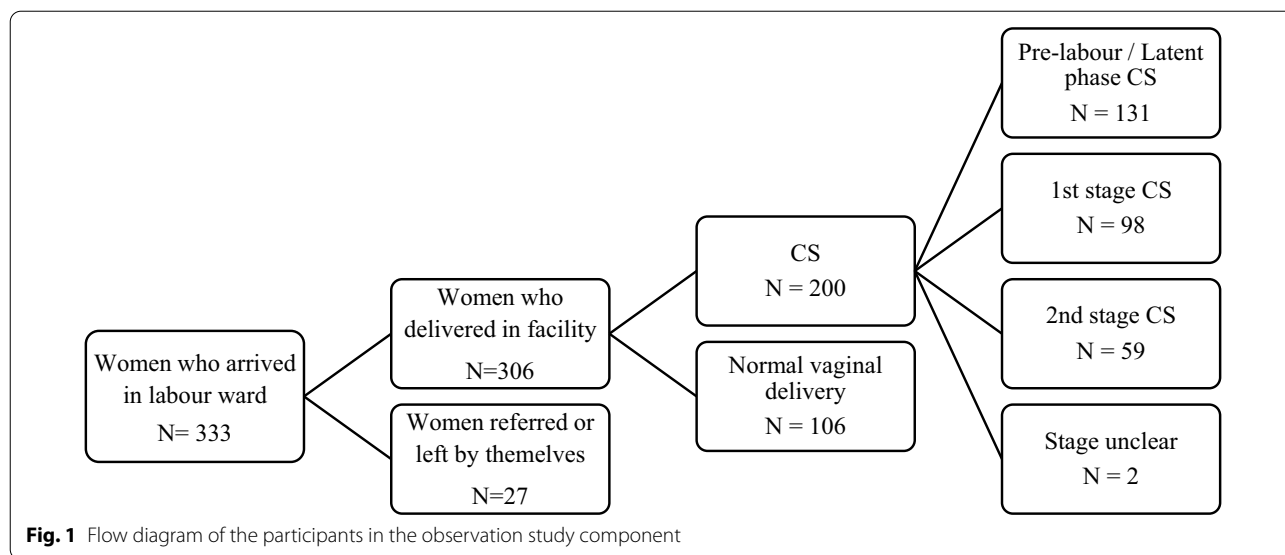 Women who arrived
in labour ward
N= 333
Women who
delivered in facility
N=306
Women referred or
left by themelves
N=27
CS
N = 200
Normal vaginal
delivery
N = 106
Pre-labour / Latent
phase CS
N = 131
1st stage CS
N = 98
2nd stage CS
N = 59
Stage unclear
N = 2
Fig. 1 Flow diagram of the participants in the observation study component